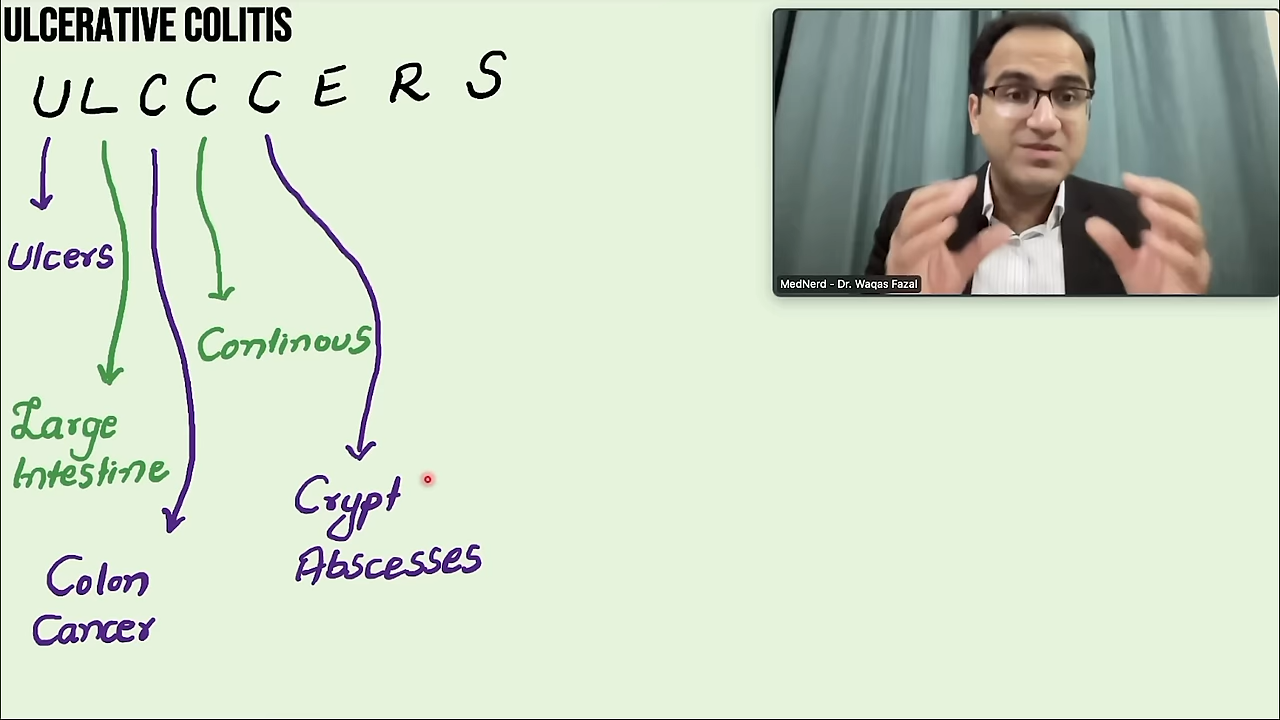 ULCERATIVE COLITIS
U L C C C E R S
Ulcers
Large
Intestine
Colon
Cancer
Continous
Crypt
Abscesses
MedNerd - Dr. Waqas Fazal